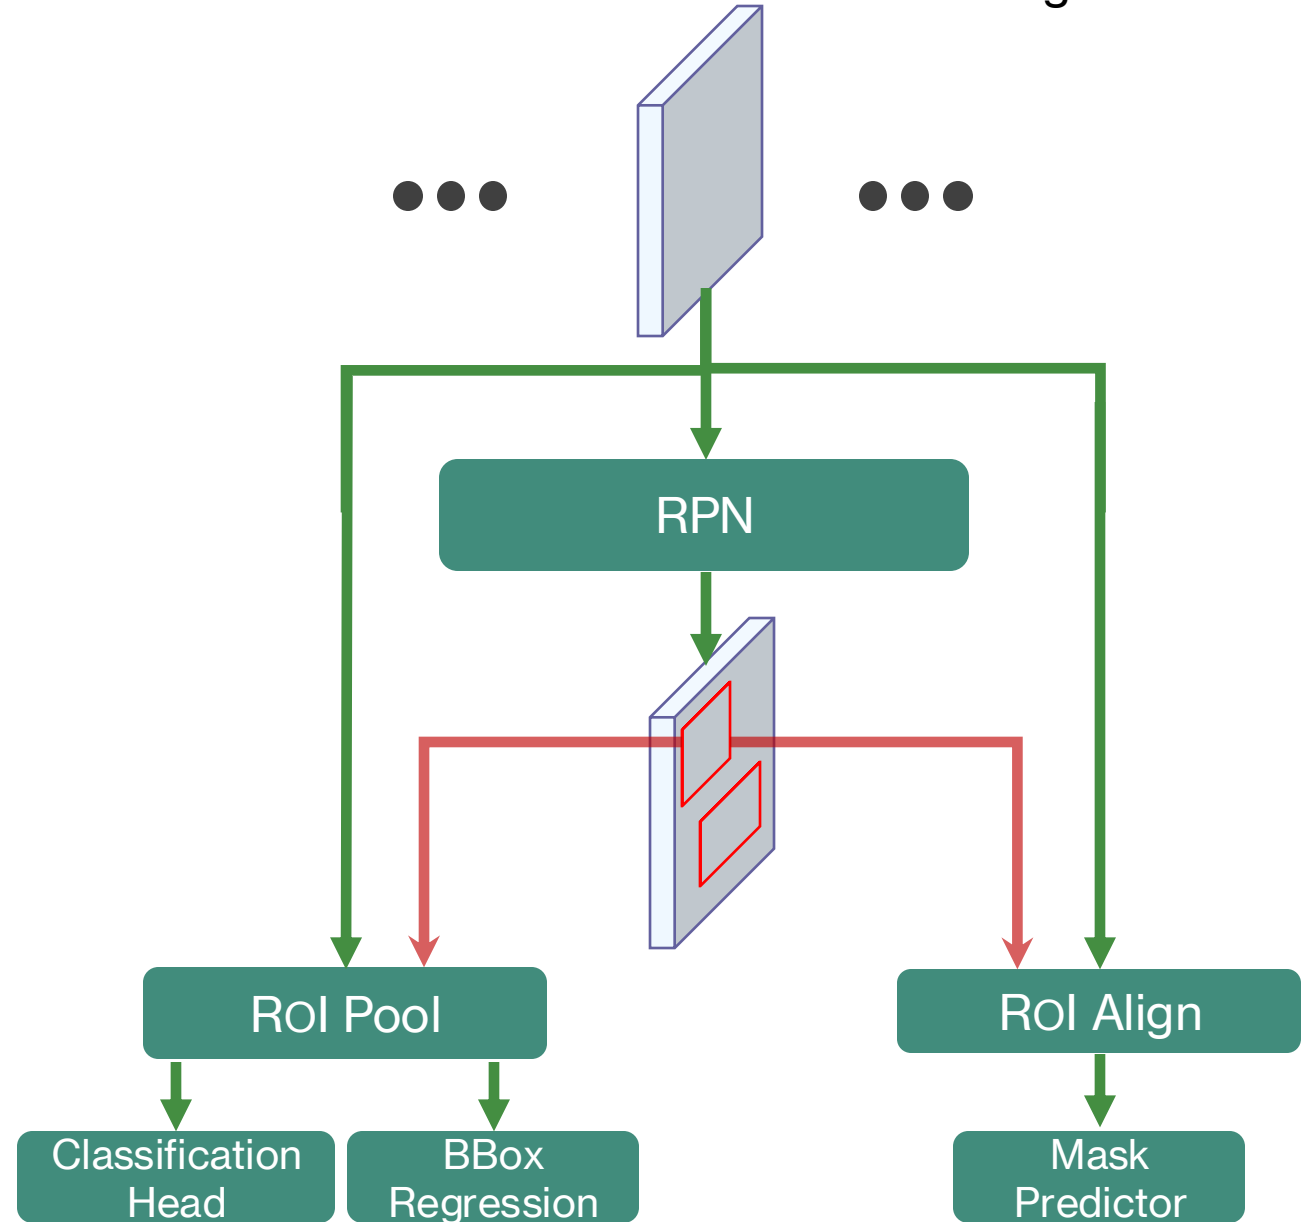 RPN
ROI Pool
ROI Align
Classification
Head
BBox
Regression
Mask
Predictor